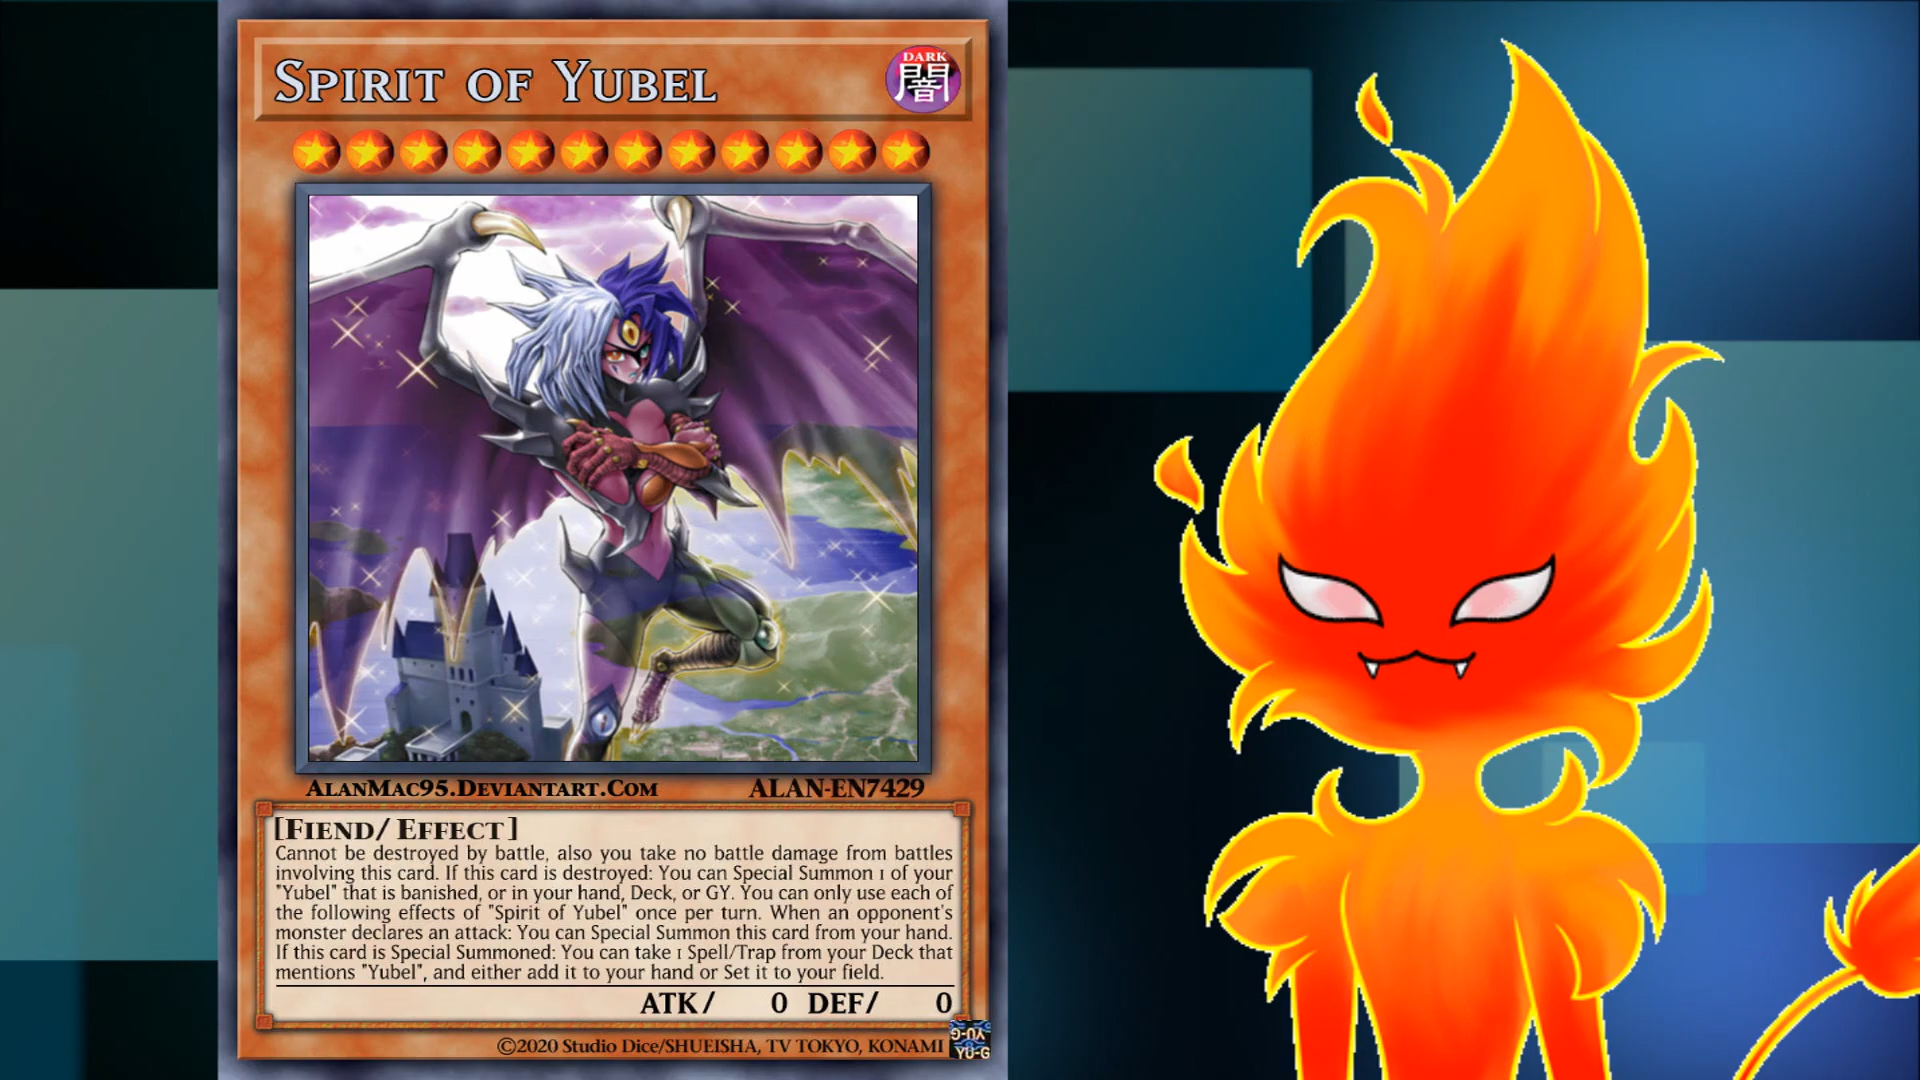 Spirit of Yubel
DARK
闇
AlanMac95.Deviantart.Com ALAN-EN7429
[Fiend/Effect]
Cannot be destroyed by battle, also you take no battle damage from battles
involving this card. If this card is destroyed: You can Special Summon 1 of your
"Yubel" that is banished, or in your hand, Deck, or GY. You can only use each of
the following effects of "Spirit of Yubel" once per turn. When an opponent's
monster declares an attack: You can Special Summon this card from your hand.
If this card is Special Summoned: You can take 1 Spell/Trap from your Deck that
mentions "Yubel", and either add it to your hand or Set it to your field.
ATK/ 0 DEF/ 0
©2020 Studio Dice/SHUEISHA, TV TOKYO, KONAMI
YU-G
YU-G